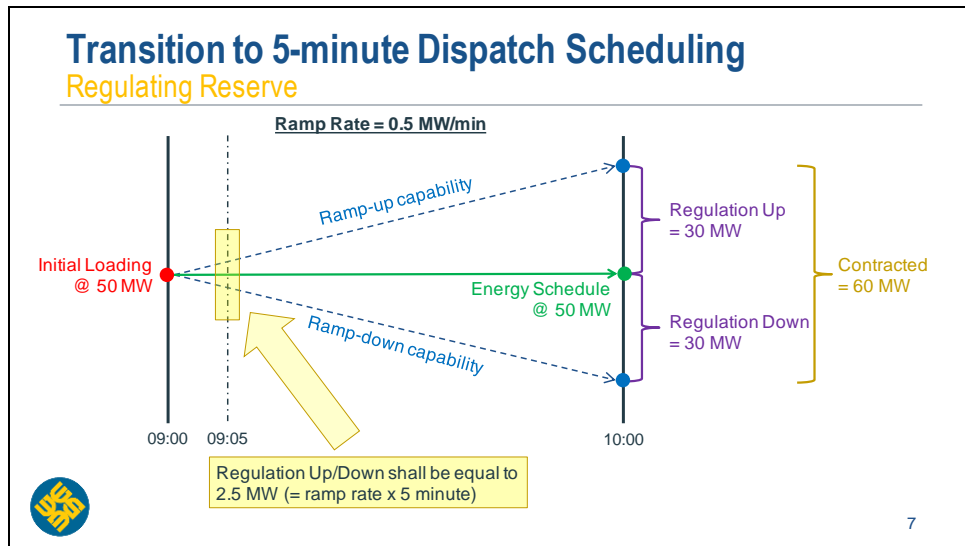 Transition to 5-minute Dispatch Scheduling
Regulating Reserve
Ramp Rate = 0.5 MW/min
Ramp-up capability
Regulation Up
= 30 MW
Initial Loading
@ 50 MW
Energy Schedule
@ 50 MW
Contracted
= 60 MW
Ramp-down capability
Regulation Down
= 30 MW
09:00
09:05
10:00
Regulation Up/Down shall be equal to
2.5 MW (= ramp rate x 5 minute)
7